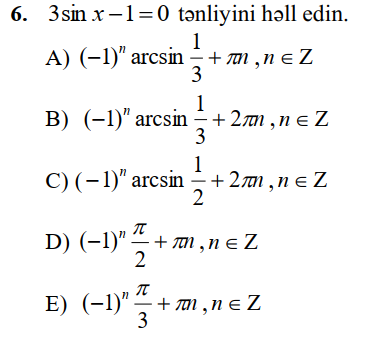 6. 3sin x − 1 = 0 tənliyini həll edin.
A) (−1)ⁿ arcsin 1/3 + πn , n ∈ Z
B) (−1)ⁿ arcsin 1/3 + 2πn , n ∈ Z
C) (−1)ⁿ arcsin 1/2 + 2πn , n ∈ Z
D) (−1)ⁿ π/2 + πn , n ∈ Z
E) (−1)ⁿ π/3 + πn , n ∈ Z